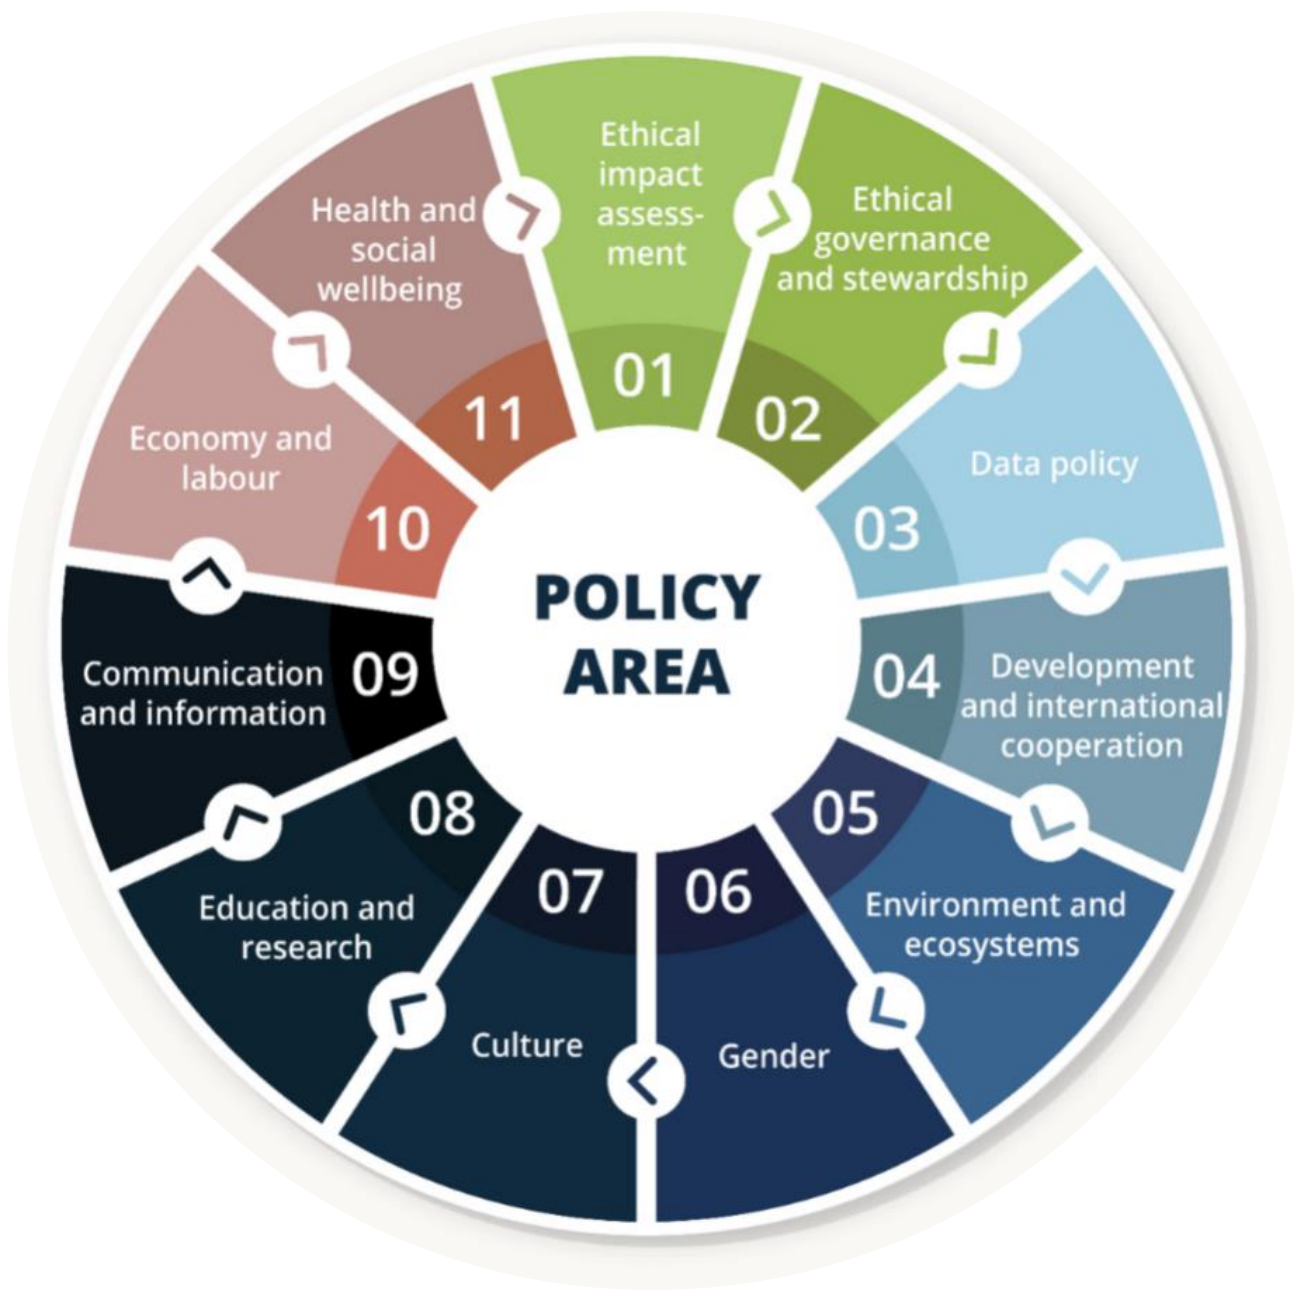 POLICY
AREA
01
Ethical
impact
assess-
ment
02
Ethical
governance
and stewardship
03
Data policy
04
Development
and international
cooperation
05
Environment and
ecosystems
06
Gender
07
Culture
08
Education and
research
09
Communication
and information
10
Economy and
labour
11
Health and
social
wellbeing